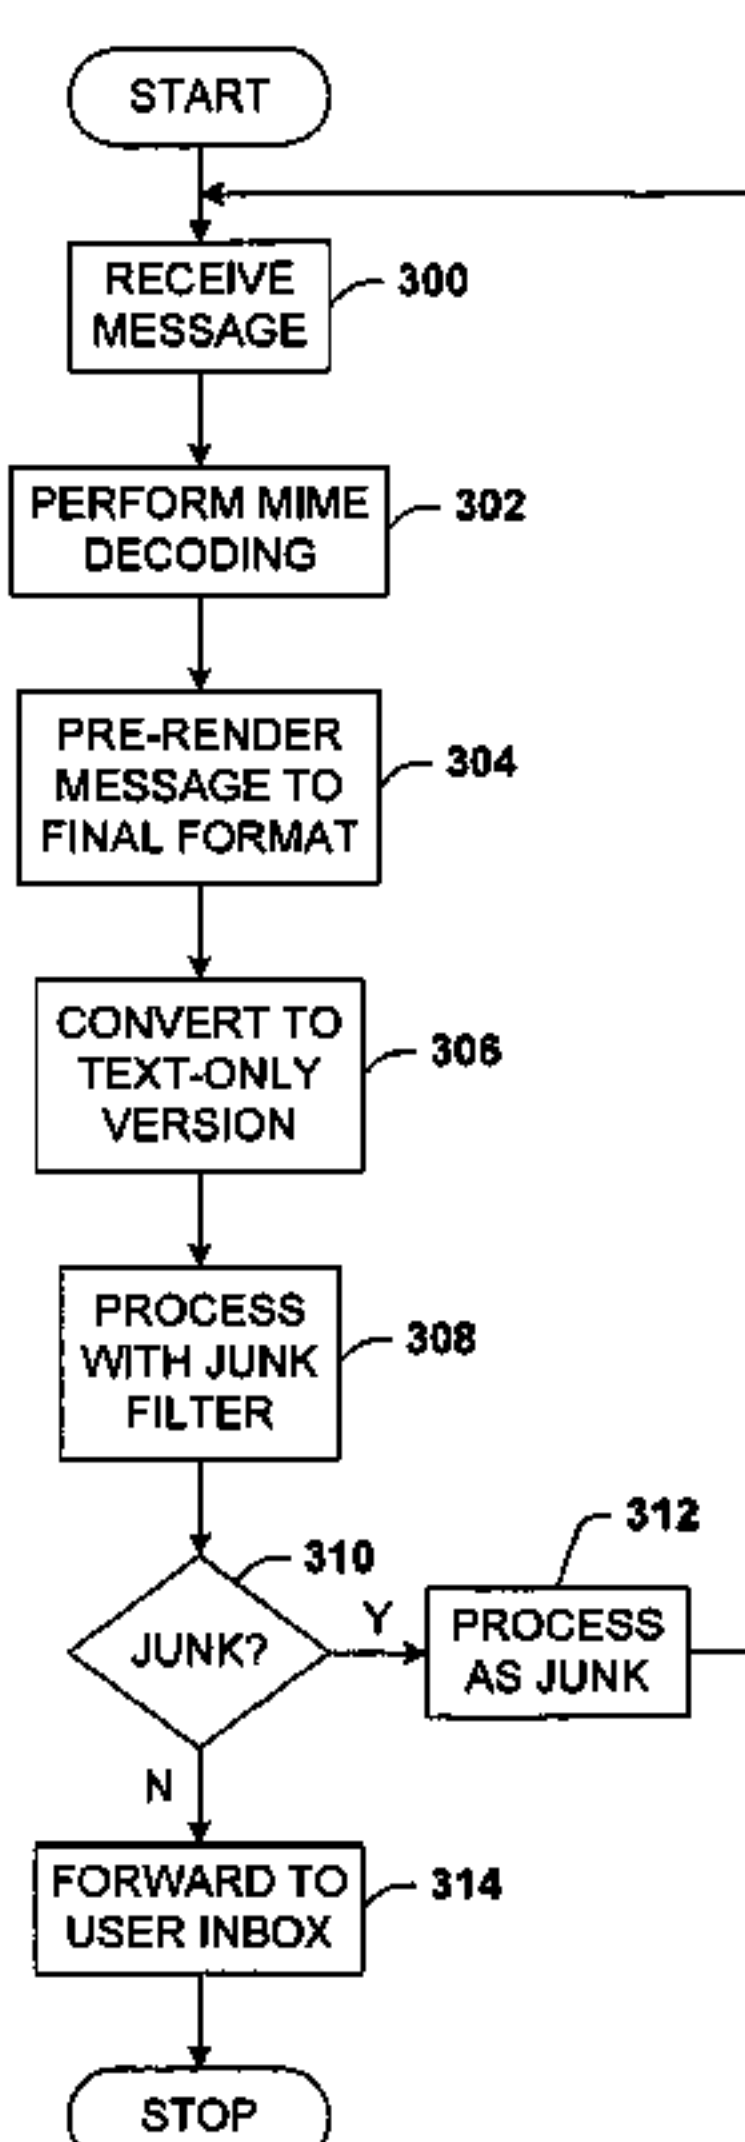 START
RECEIVE
MESSAGE
300
PERFORM MIME
DECODING
302
PRE-RENDER
MESSAGE TO
FINAL FORMAT
304
CONVERT TO
TEXT-ONLY
VERSION
306
PROCESS
WITH JUNK
FILTER
308
310
JUNK?
Y
312
PROCESS
AS JUNK
N
FORWARD TO
USER INBOX
314
STOP